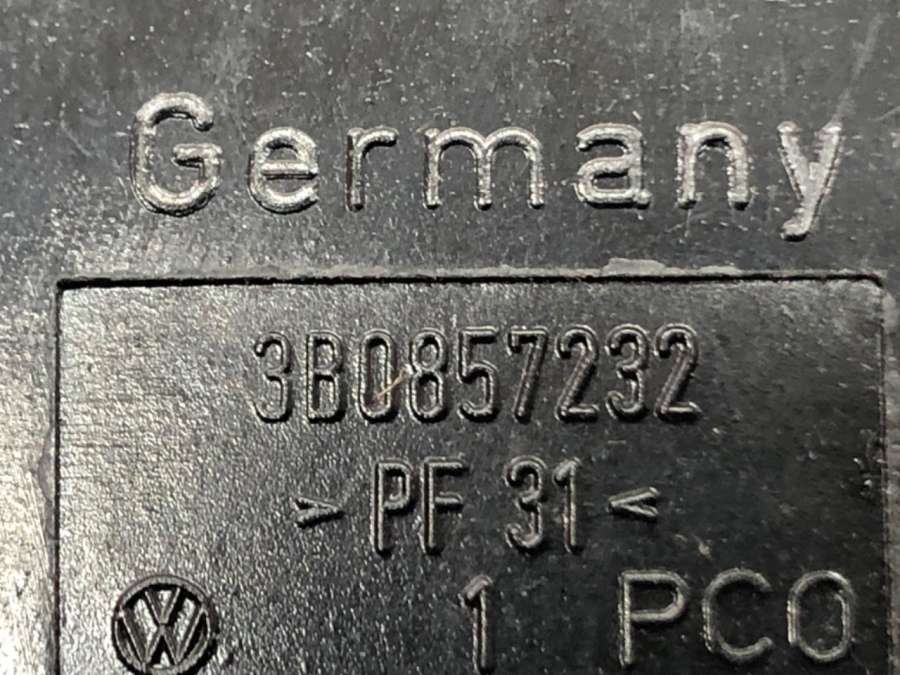 Germany
3B0857232
> PF 31 <
1 PCO